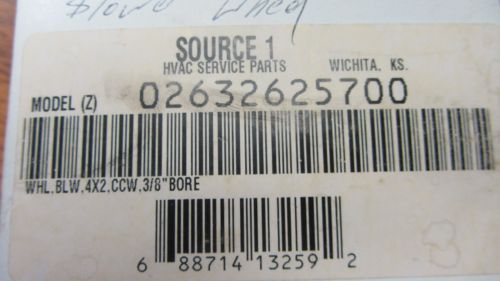 Blower Wheel
SOURCE 1
HVAC SERVICE PARTS WICHITA, KS.
MODEL (Z) 02632625700
WHL,BLW,4X2,CCW,3/8"BORE
6 88714 13259 2